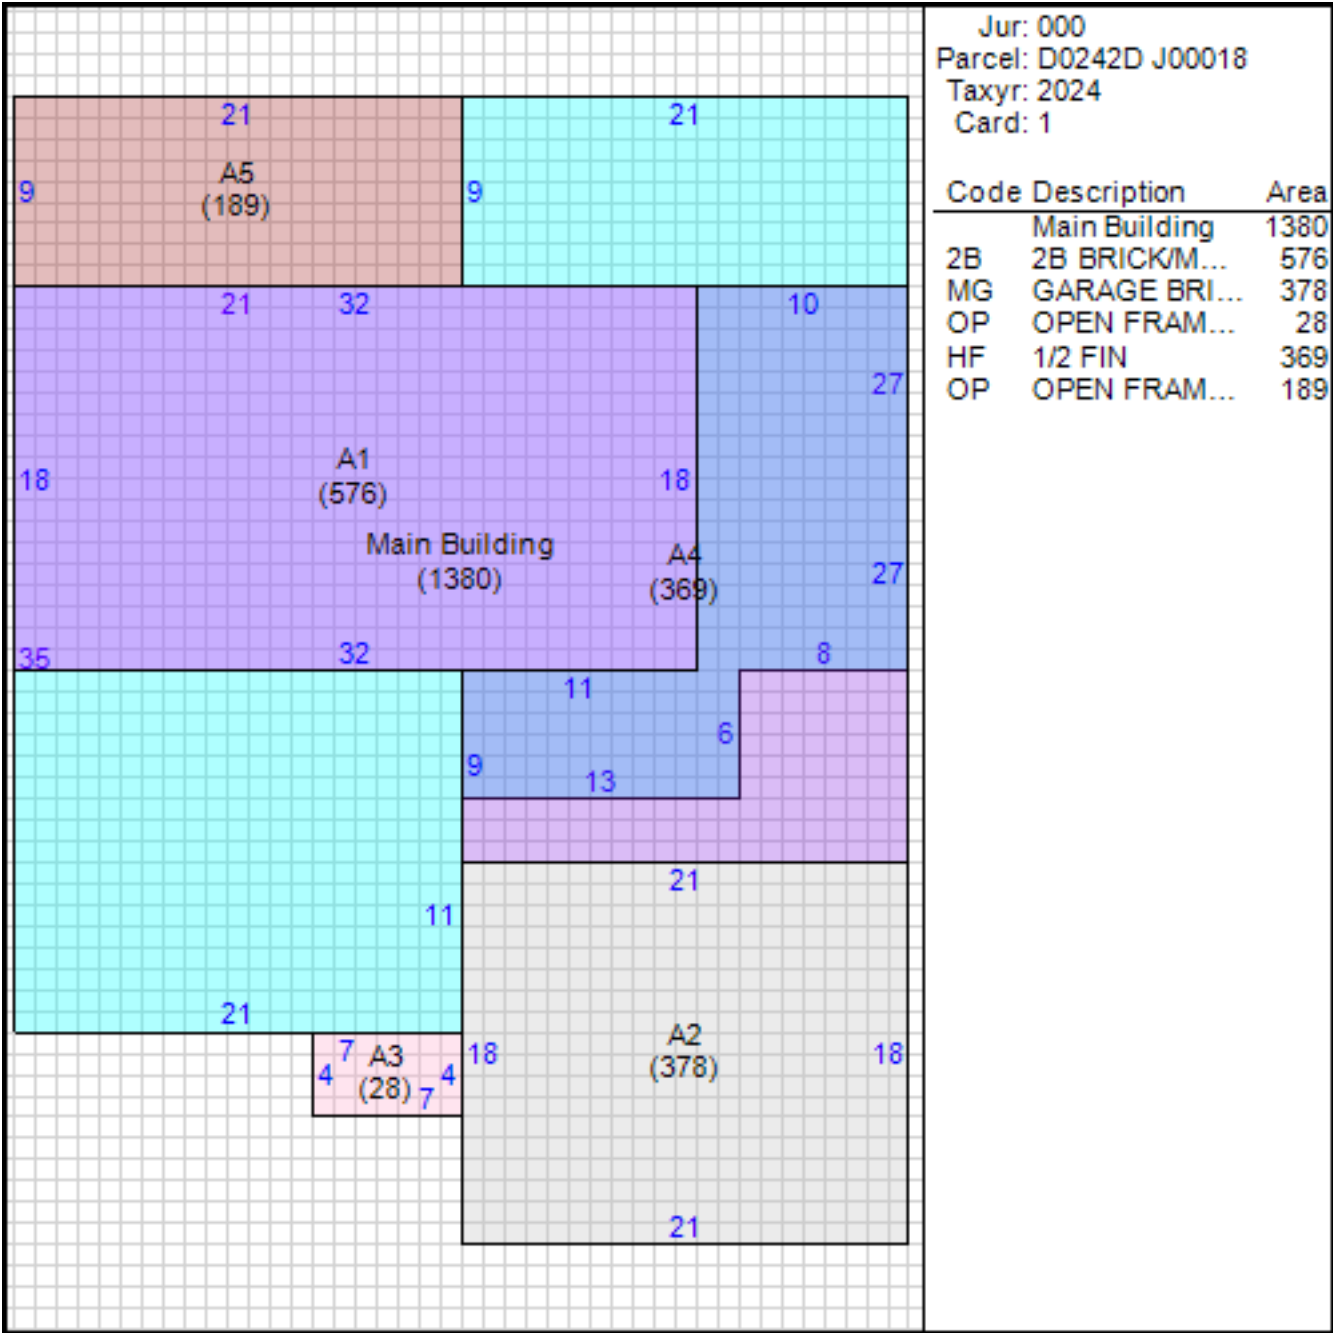 Jur: 000
Parcel: D0242D J00018
Taxyr: 2024
Card: 1
Code Description Area
Main Building 1380
2B 2B BRICK/M... 576
MG GARAGE BRI... 378
OP OPEN FRAM... 28
HF 1/2 FIN 369
OP OPEN FRAM... 189
21 21
A5
9 (189) 9
21 32 10
27
A1
18 (576) 18
Main Building A4
(1380) (369) 27
35 32 8
11
6
9 13
21
11
21
7 A3 4 4
(28) 7
18 A2 18
(378)
21